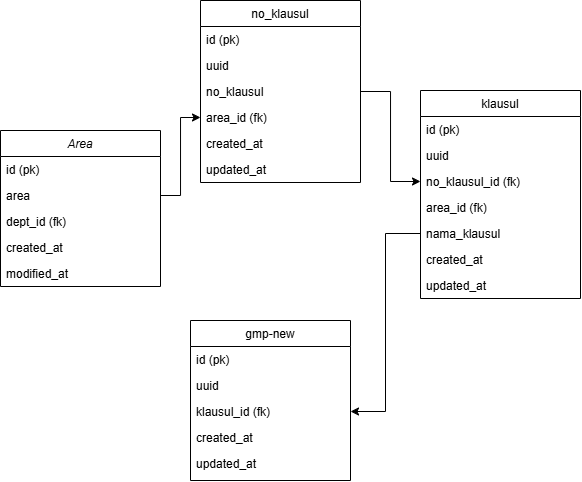 no_klausul
id (pk)
uuid
no_klausul
area_id (fk)
created_at
updated_at
klausul
id (pk)
uuid
no_klausul_id (fk)
area_id (fk)
nama_klausul
created_at
updated_at
Area
id (pk)
area
dept_id (fk)
created_at
modified_at
gmp-new
id (pk)
uuid
klausul_id (fk)
created_at
updated_at